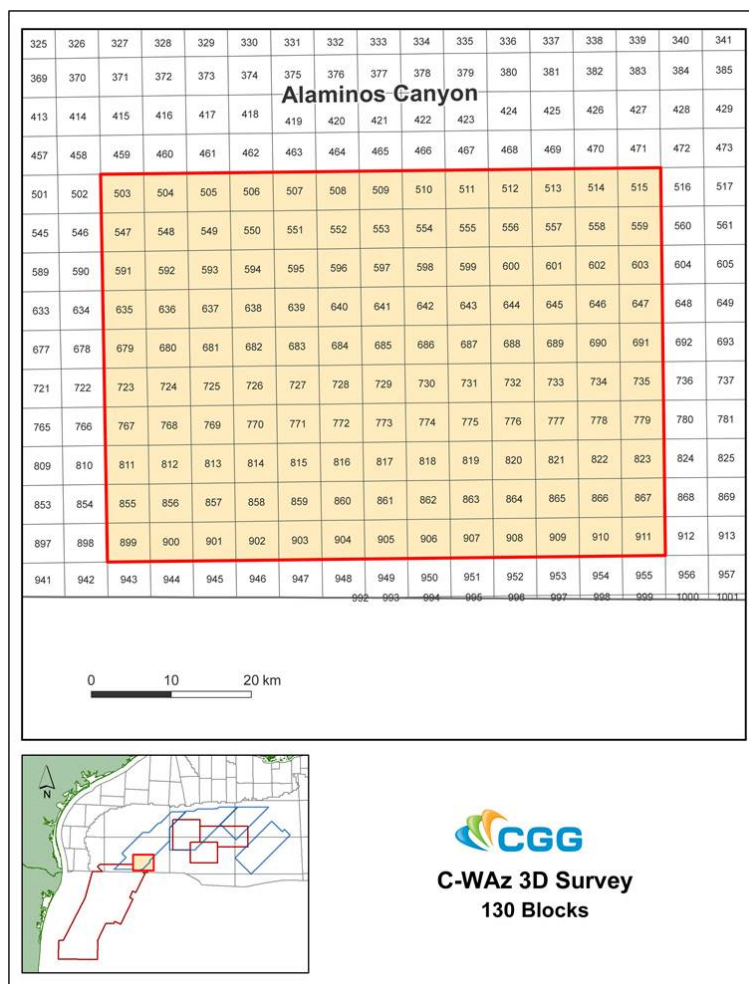 325 326 327 328 329 330 331 332 333 334 335 336 337 338 339 340 341
369 370 371 372 373 374 375 376 377 378 379 380 381 382 383 384 385
Alaminos Canyon
413 414 415 416 417 418 419 420 421 422 423 424 425 426 427 428 429
457 458 459 460 461 462 463 464 465 466 467 468 469 470 471 472 473
501 502 503 504 505 506 507 508 509 510 511 512 513 514 515 516 517
545 546 547 548 549 550 551 552 553 554 555 556 557 558 559 560 561
589 590 591 592 593 594 595 596 597 598 599 600 601 602 603 604 605
633 634 635 636 637 638 639 640 641 642 643 644 645 646 647 648 649
677 678 679 680 681 682 683 684 685 686 687 688 689 690 691 692 693
721 722 723 724 725 726 727 728 729 730 731 732 733 734 735 736 737
765 766 767 768 769 770 771 772 773 774 775 776 777 778 779 780 781
809 810 811 812 813 814 815 816 817 818 819 820 821 822 823 824 825
853 854 855 856 857 858 859 860 861 862 863 864 865 866 867 868 869
897 898 899 900 901 902 903 904 905 906 907 908 909 910 911 912 913
941 942 943 944 945 946 947 948 949 950 951 952 953 954 955 956 957
992 993 994 995 996 997 998 999 1000 1001
0 10 20 km
N
CGG
C-WAz 3D Survey
130 Blocks